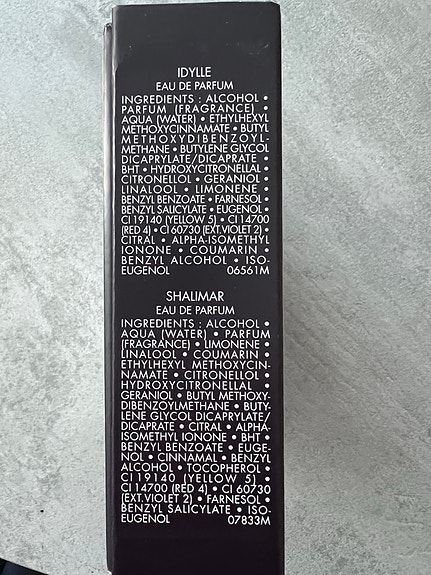 IDYLLE
EAU DE PARFUM
INGREDIENTS : ALCOHOL •
PARFUM (FRAGRANCE) •
AQUA (WATER) • ETHYLHEXYL
METHOXYCINNAMATE • BUTYL
METHOXYDIBENZOYL-
METHANE • BUTYLENE GLYCOL
DICAPRYLATE/DICAPRATE •
BHT • HYDROXYCITRONELLAL •
CITRONELLOL • GERANIOL •
LINALOOL • LIMONENE •
BENZYL BENZOATE • FARNESOL •
BENZYL SALICYLATE • EUGENOL •
CI 19140 (YELLOW 5) • CI 14700
(RED 4) • CI 60730 (EXT.VIOLET 2) •
CITRAL • ALPHA-ISOMETHYL
IONONE • COUMARIN •
BENZYL ALCOHOL • ISO-
EUGENOL 06561M
SHALIMAR
EAU DE PARFUM
INGREDIENTS : ALCOHOL •
AQUA (WATER) • PARFUM
(FRAGRANCE) • LIMONENE •
LINALOOL • COUMARIN •
ETHYLHEXYL METHOXYCIN-
NAMATE • CITRONELLOL •
HYDROXYCITRONELLAL •
GERANIOL • BUTYL METHOXY-
DIBENZOYLMETHANE • BUTY-
LENE GLYCOL DICAPRYLATE/
DICAPRATE • CITRAL • ALPHA-
ISOMETHYL IONONE • BHT •
BENZYL BENZOATE • EUGE-
NOL • CINNAMAL • BENZYL
ALCOHOL • TOCOPHEROL •
CI 19140 (YELLOW 5) •
CI 14700 (RED 4) • CI 60730
(EXT.VIOLET 2) • FARNESOL •
BENZYL SALICYLATE • ISO-
EUGENOL 07833M